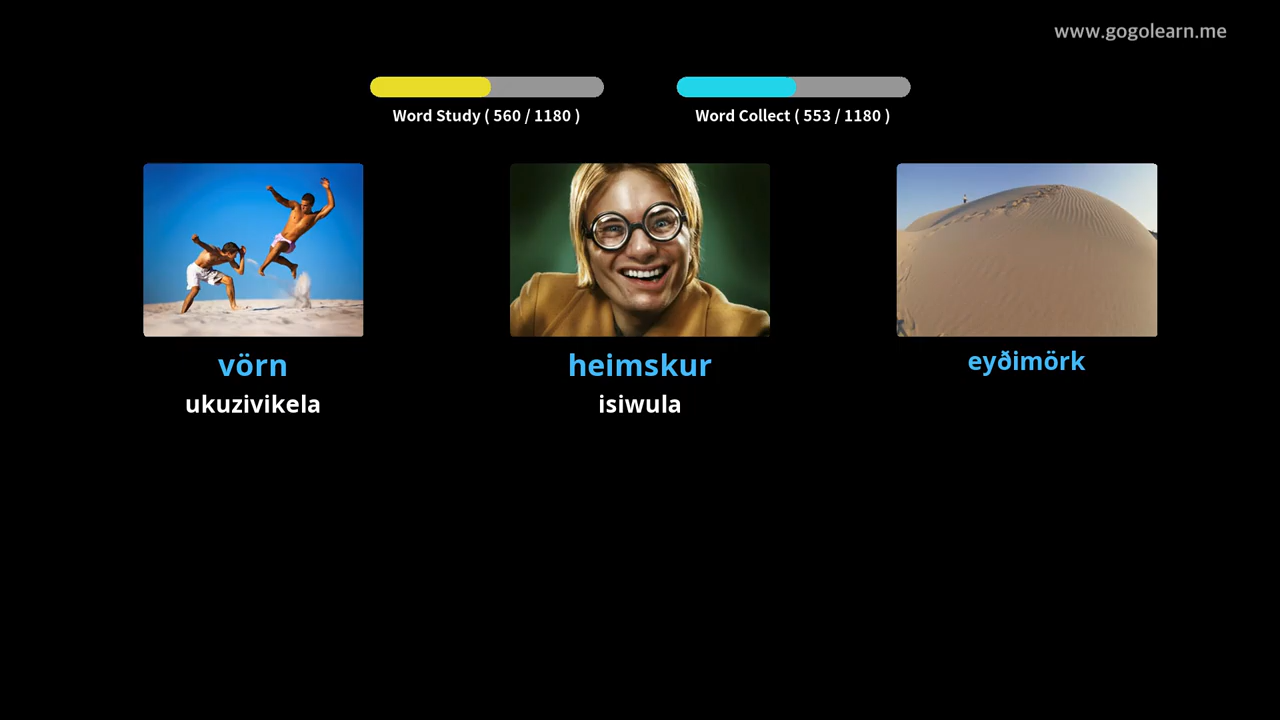 www.gogolearn.me
Word Study ( 560 / 1180 )
Word Collect ( 553 / 1180 )
vörn
heimskur
eyðimörk
ukuzivikela
isiwula